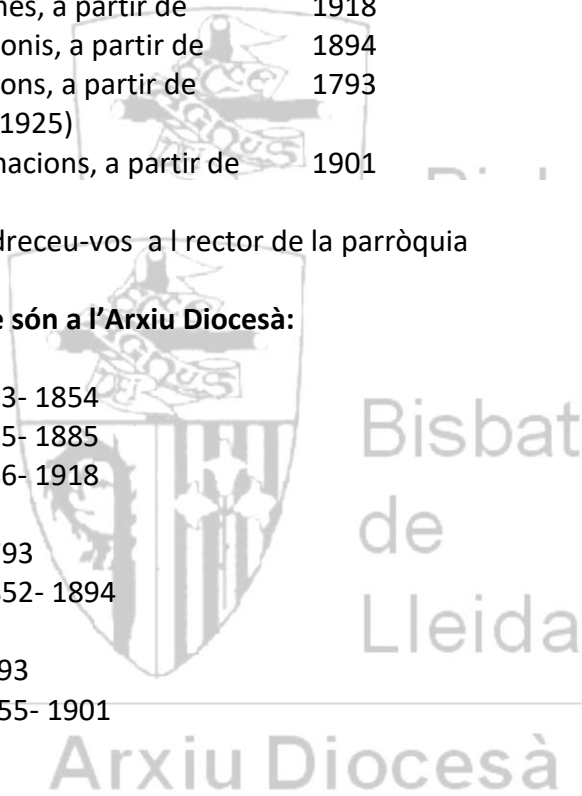 nes, a partir de 1918
onis, a partir de 1894
ons, a partir de 1793
1925)
nacions, a partir de 1901
dreceu-vos a l rector de la parròquia
són a l’Arxiu Diocesà:
3- 1854
5- 1885
6- 1918
93
52- 1894
93
55- 1901
Bisbat
de
Lleida
Arxiu Diocesà